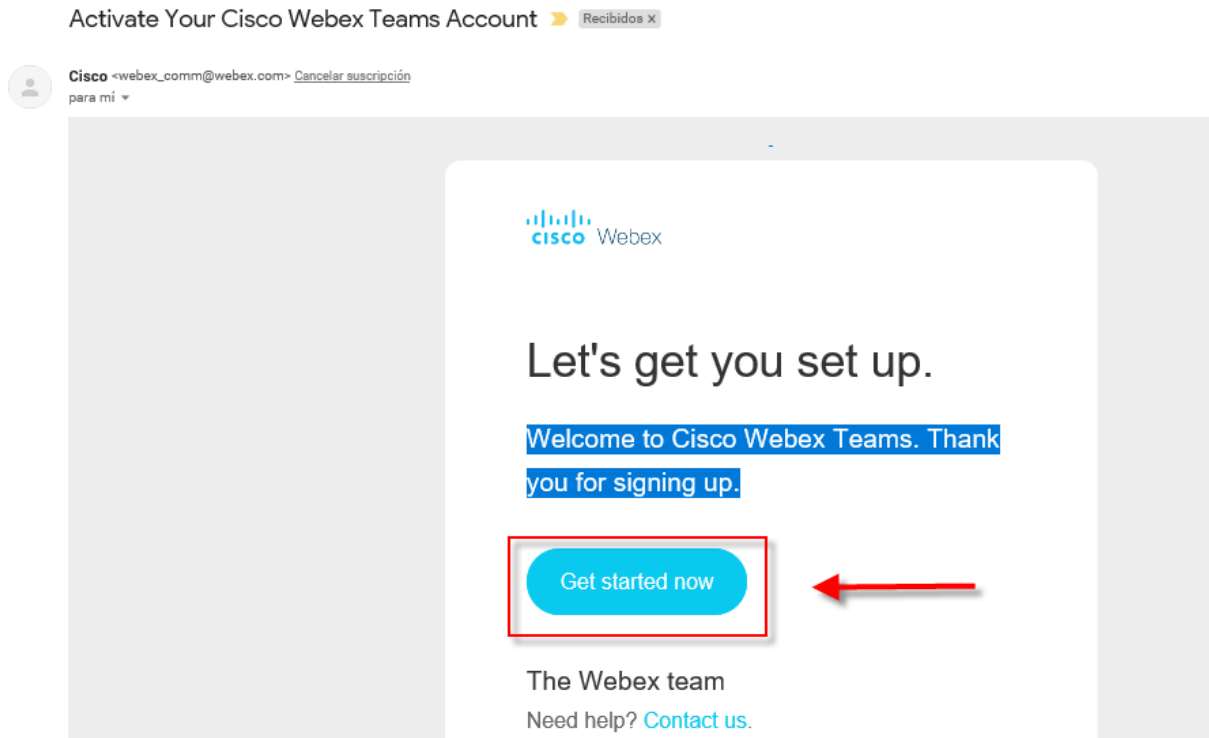 Activate Your Cisco Webex Teams Account Recibidos x
Cisco <webex_comm@webex.com> Cancelar suscripción
para mí
cisco Webex
Let's get you set up.
Welcome to Cisco Webex Teams. Thank
you for signing up.
Get started now
The Webex team
Need help? Contact us.